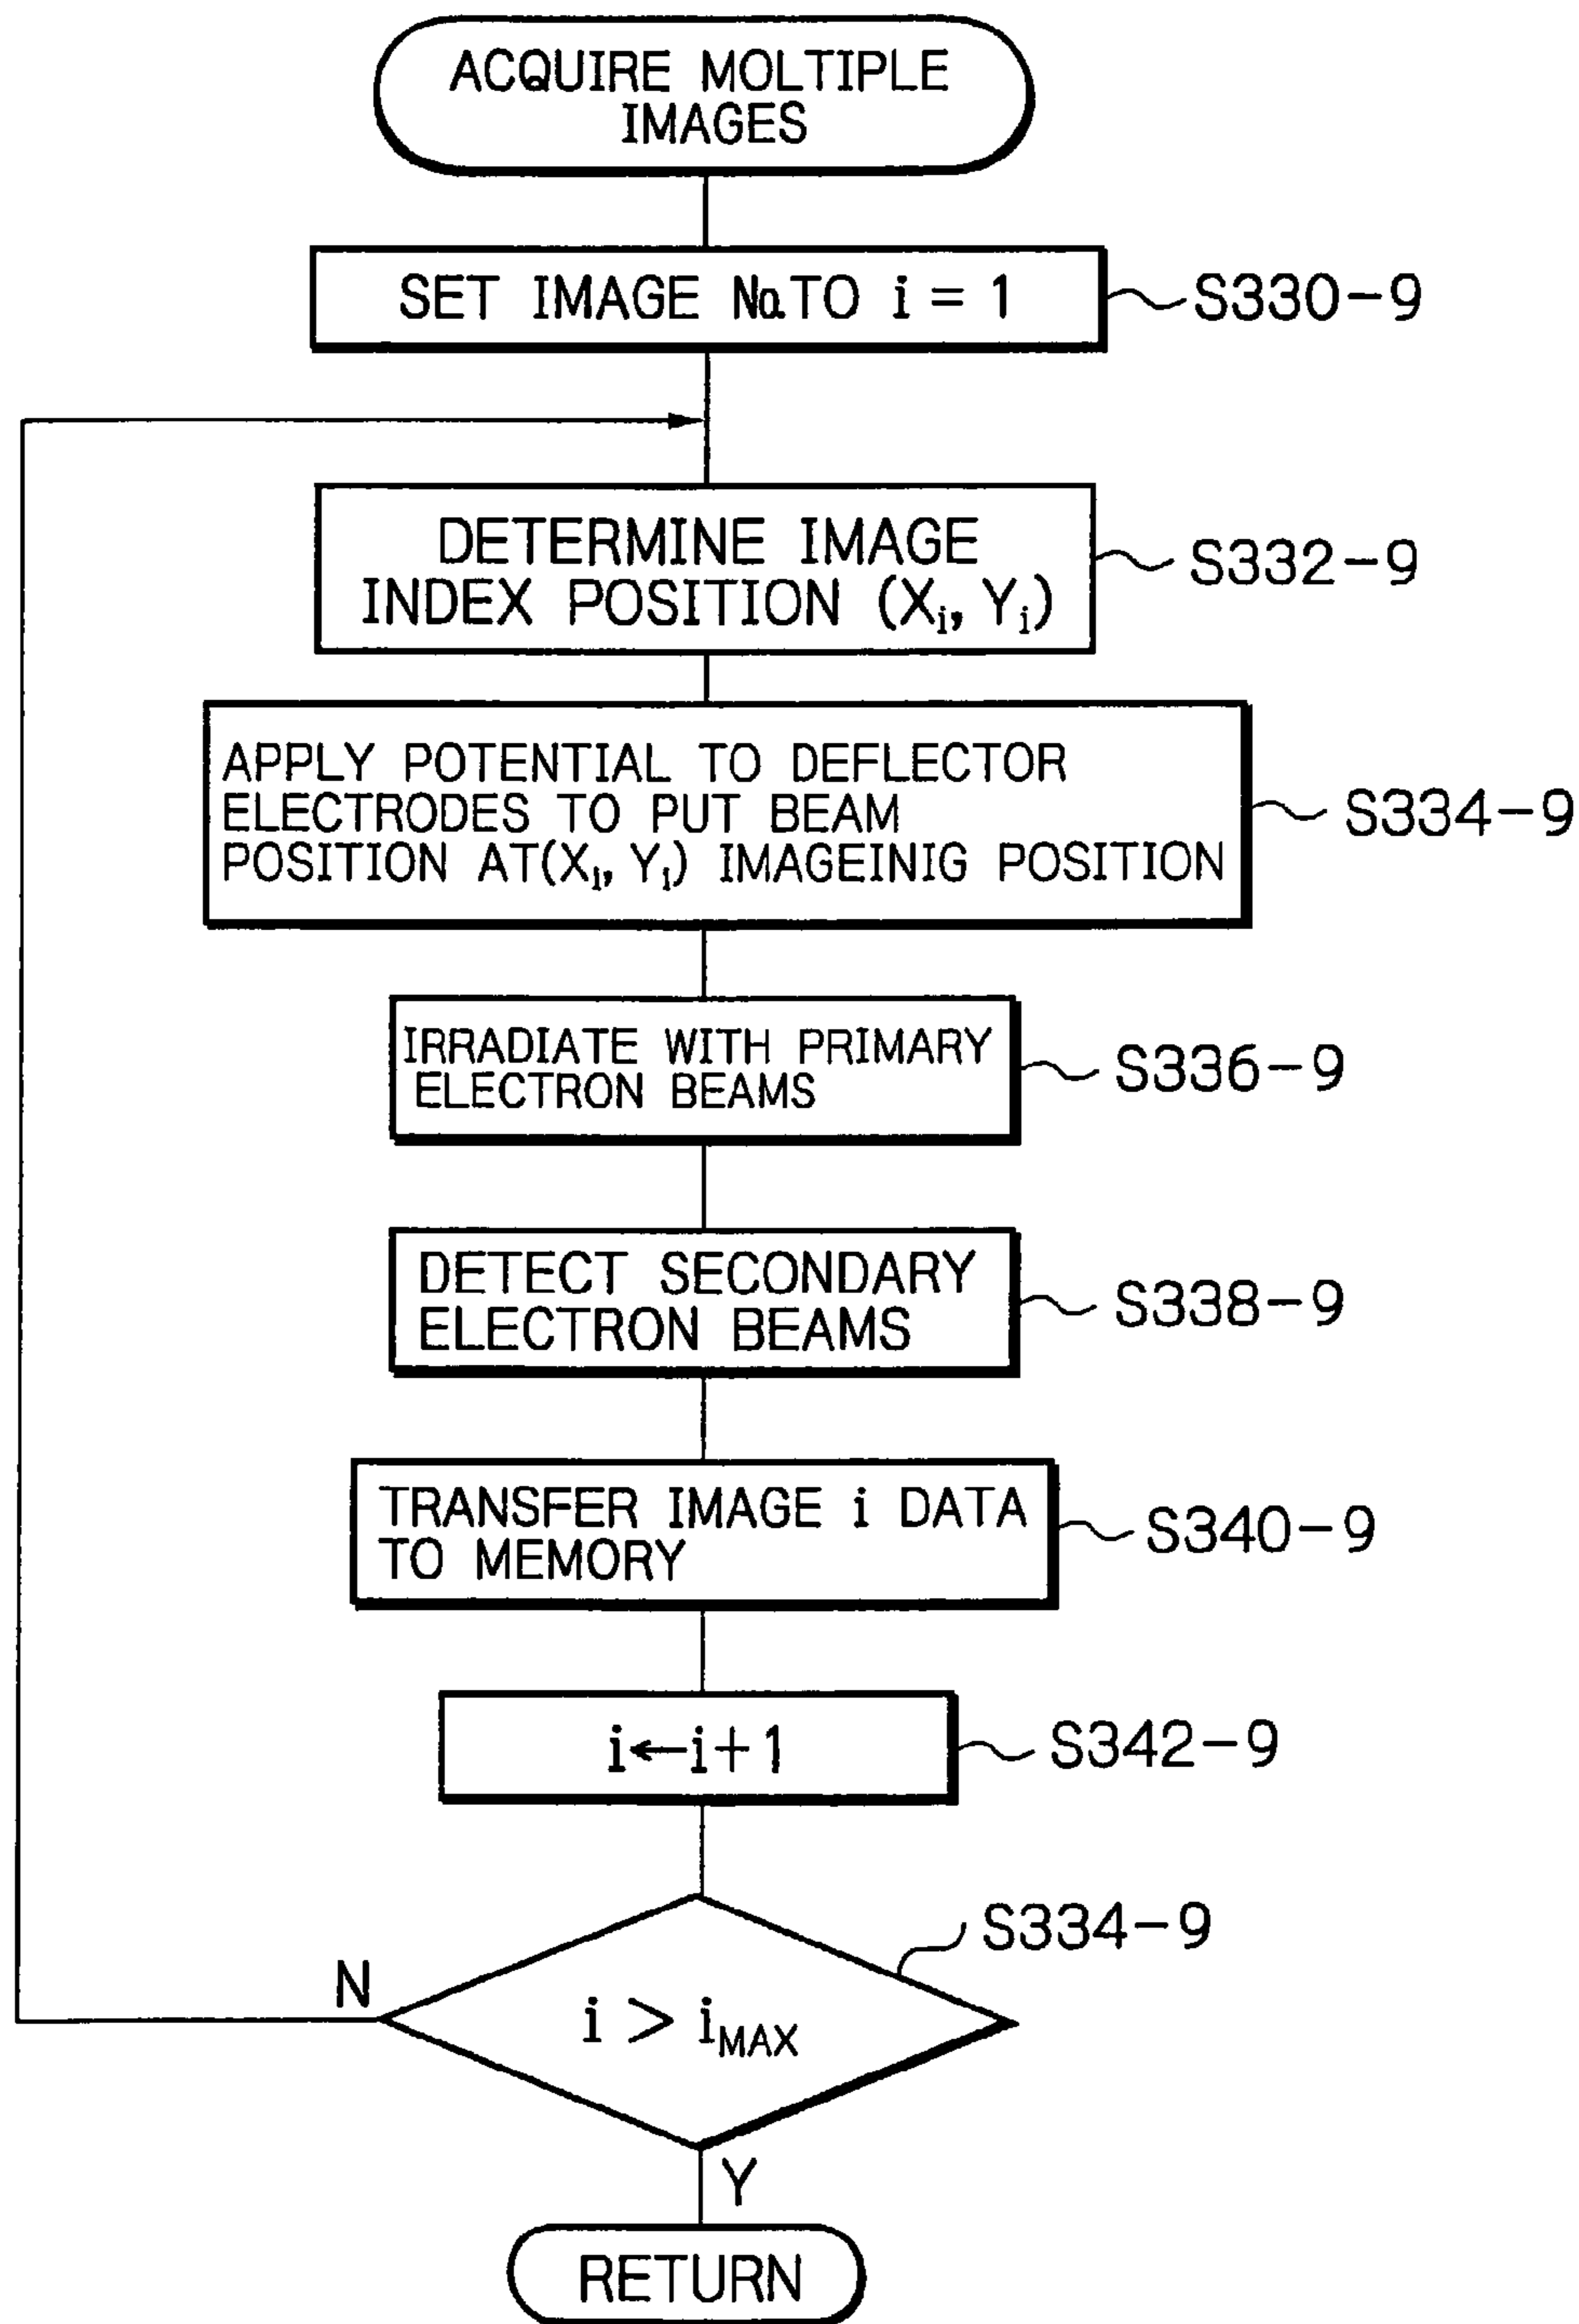 ACQUIRE MOLTIPLE
IMAGES
SET IMAGE No. TO i = 1
S330-9
DETERMINE IMAGE
INDEX POSITION (Xi, Yi)
S332-9
APPLY POTENTIAL TO DEFLECTOR
ELECTRODES TO PUT BEAM
POSITION AT(Xi, Yi) IMAGEINIG POSITION
S334-9
IRRADIATE WITH PRIMARY
ELECTRON BEAMS
S336-9
DETECT SECONDARY
ELECTRON BEAMS
S338-9
TRANSFER IMAGE i DATA
TO MEMORY
S340-9
i←i+1
S342-9
S334-9
N
i > iMAX
Y
RETURN